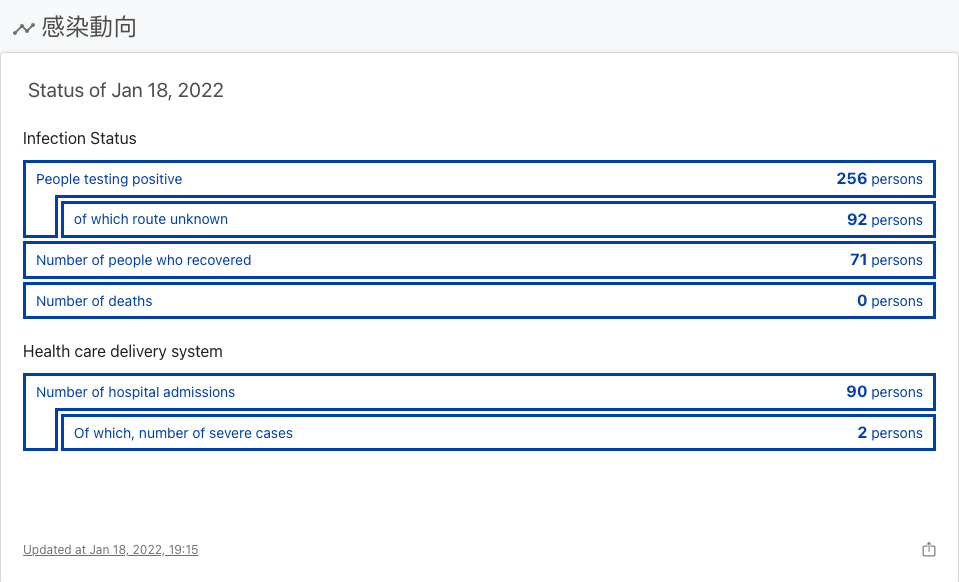 感染動向
Status of Jan 18, 2022
Infection Status
People testing positive 256 persons
of which route unknown 92 persons
Number of people who recovered 71 persons
Number of deaths 0 persons
Health care delivery system
Number of hospital admissions 90 persons
Of which, number of severe cases 2 persons
Updated at Jan 18, 2022, 19:15